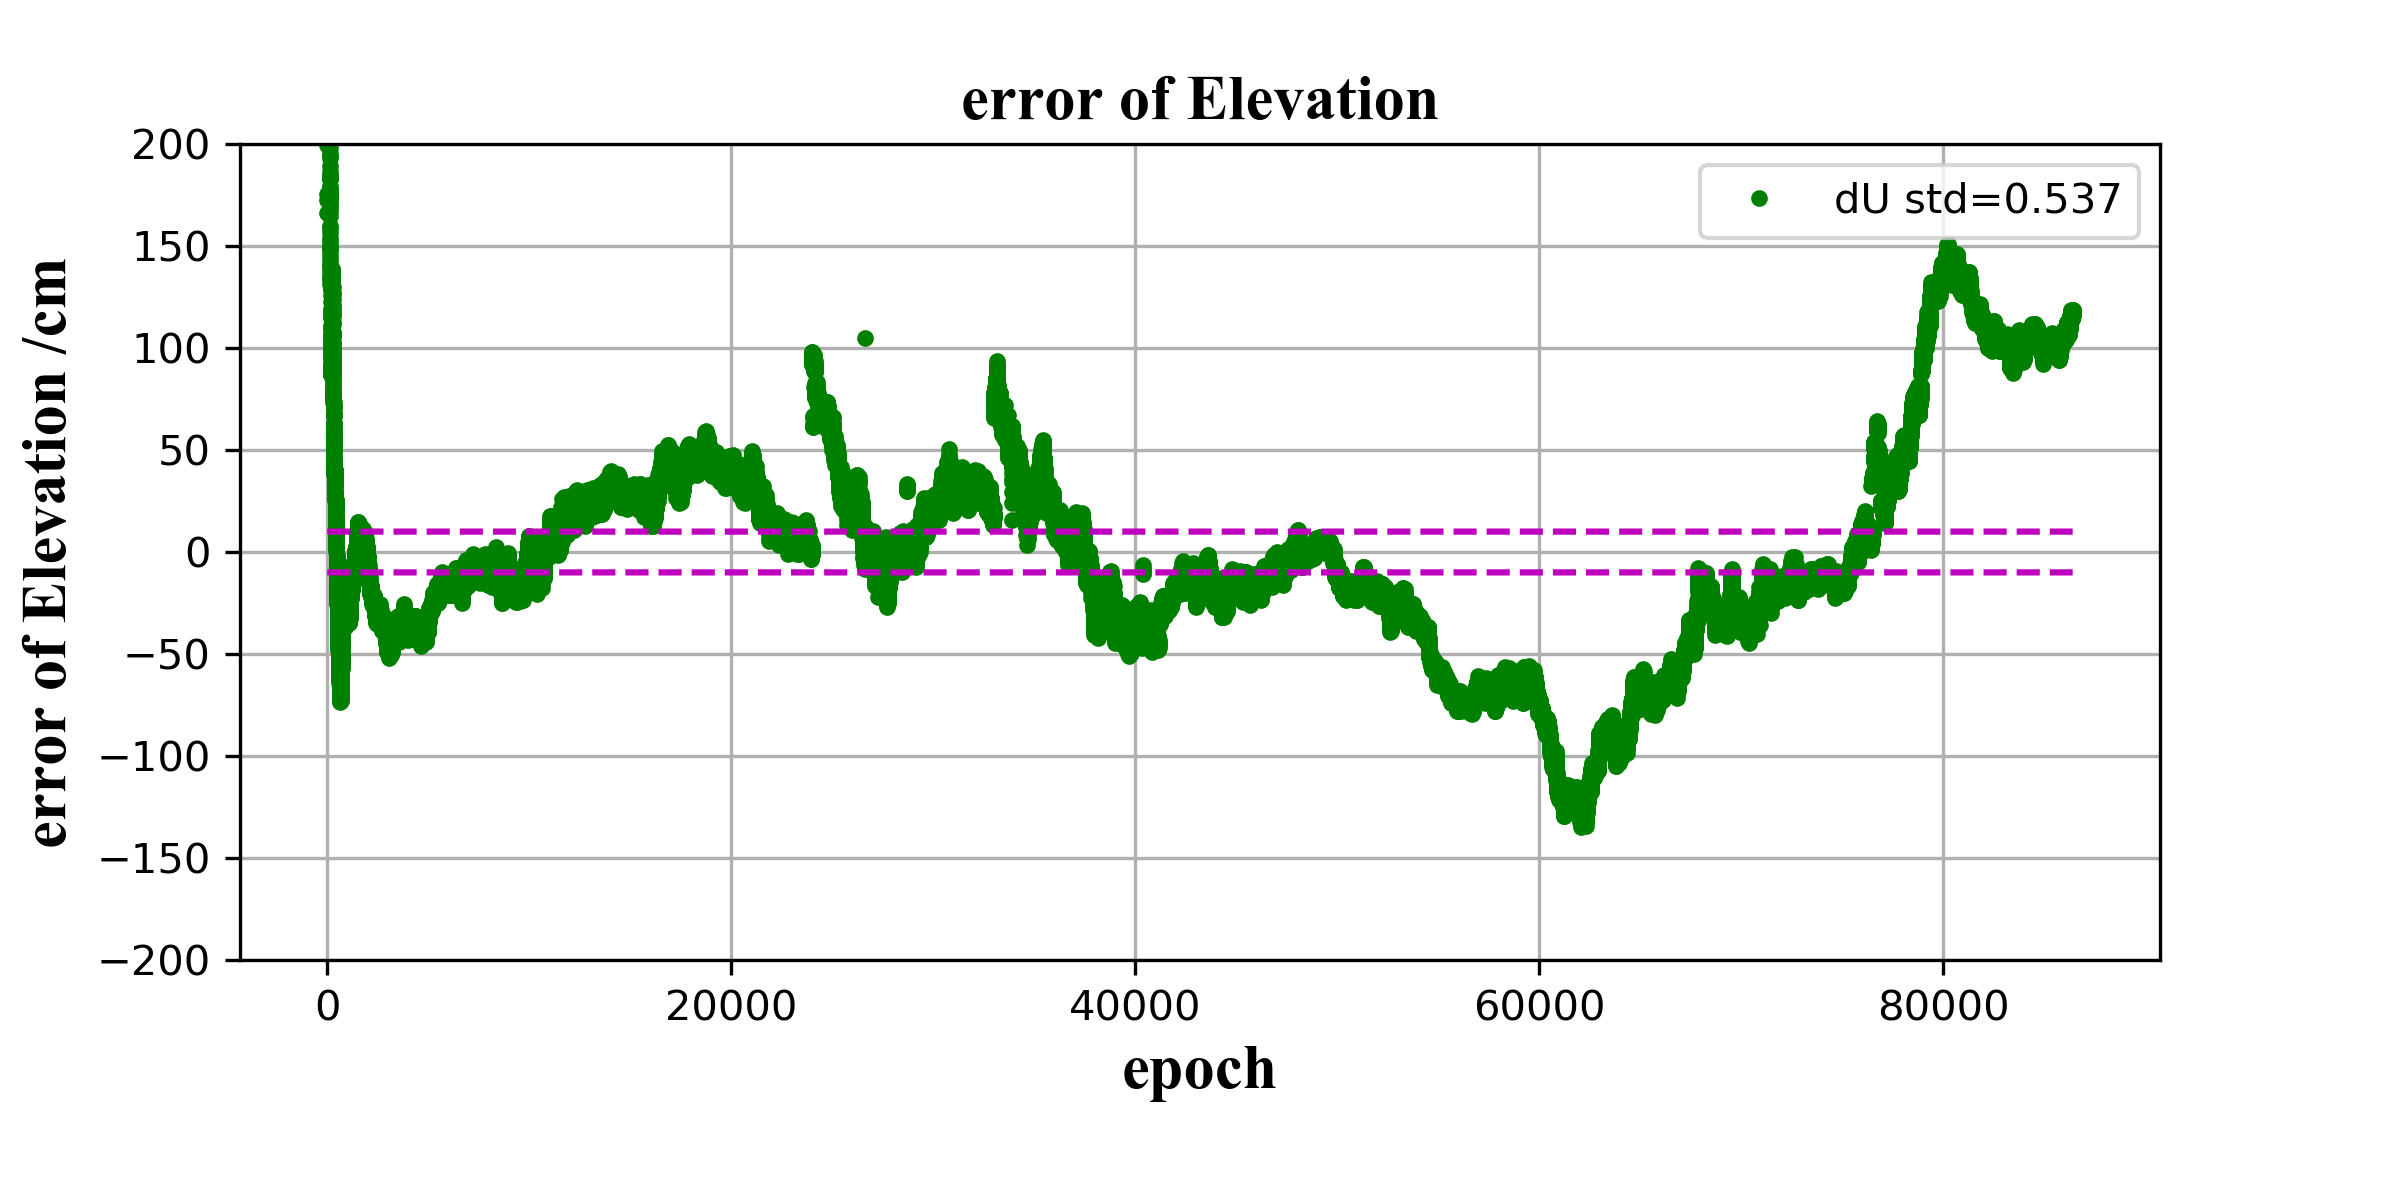 error of Elevation
200
150
100
50
0
−50
−100
−150
−200
error of Elevation /cm
dU std=0.537
0 20000 40000 60000 80000
epoch